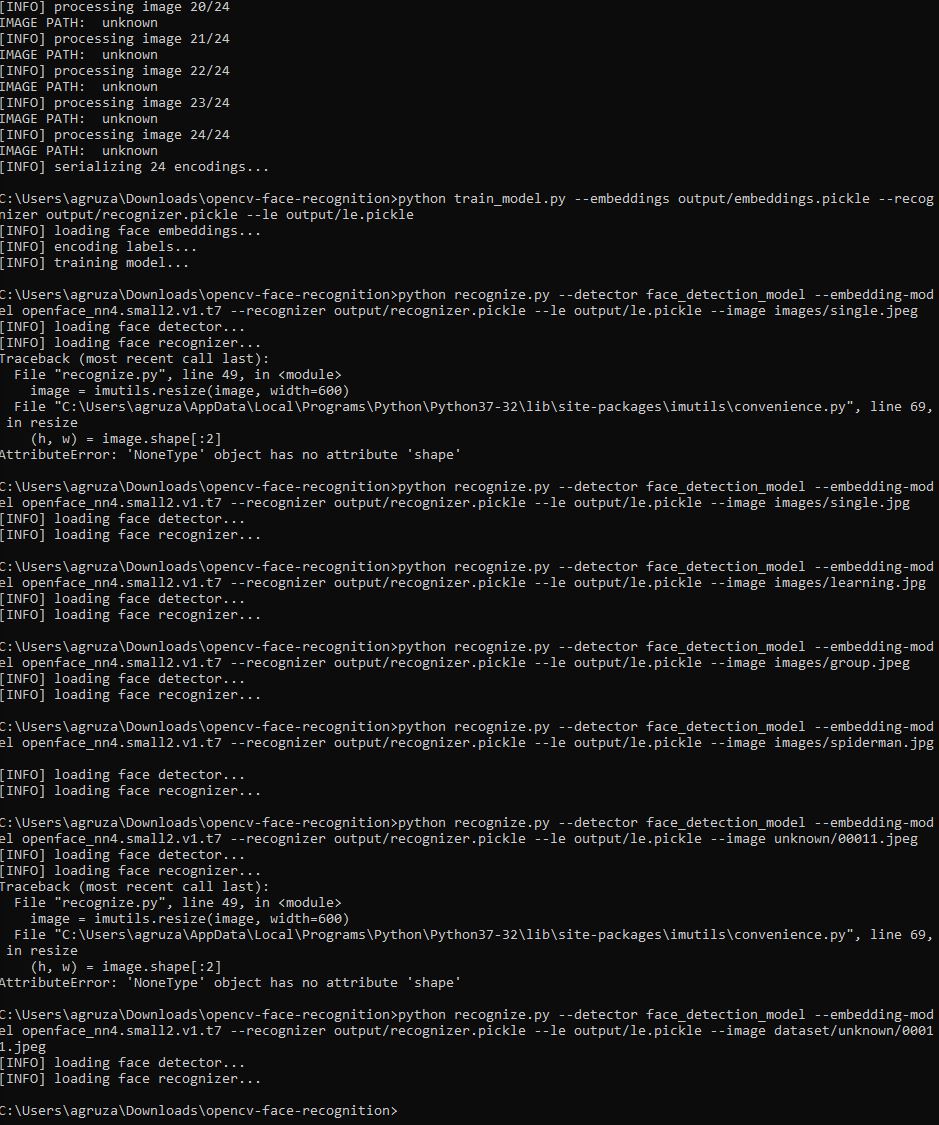 [INFO] processing image 20/24
IMAGE PATH:  unknown
[INFO] processing image 21/24
IMAGE PATH:  unknown
[INFO] processing image 22/24
IMAGE PATH:  unknown
[INFO] processing image 23/24
IMAGE PATH:  unknown
[INFO] processing image 24/24
IMAGE PATH:  unknown
[INFO] serializing 24 encodings...
C:\Users\agruza\Downloads\opencv-face-recognition>python train_model.py --embeddings output/embeddings.pickle --recog
nizer output/recognizer.pickle --le output/le.pickle
[INFO] loading face embeddings...
[INFO] encoding labels...
[INFO] training model...
C:\Users\agruza\Downloads\opencv-face-recognition>python recognize.py --detector face_detection_model --embedding-mod
el openface_nn4.small2.v1.t7 --recognizer output/recognizer.pickle --le output/le.pickle --image images/single.jpeg
[INFO] loading face detector...
[INFO] loading face recognizer...
Traceback (most recent call last):
  File "recognize.py", line 49, in <module>
    image = imutils.resize(image, width=600)
  File "C:\Users\agruza\AppData\Local\Programs\Python\Python37-32\lib\site-packages\imutils\convenience.py", line 69,
 in resize
    (h, w) = image.shape[:2]
AttributeError: 'NoneType' object has no attribute 'shape'
C:\Users\agruza\Downloads\opencv-face-recognition>python recognize.py --detector face_detection_model --embedding-mod
el openface_nn4.small2.v1.t7 --recognizer output/recognizer.pickle --le output/le.pickle --image images/single.jpg
[INFO] loading face detector...
[INFO] loading face recognizer...
C:\Users\agruza\Downloads\opencv-face-recognition>python recognize.py --detector face_detection_model --embedding-mod
el openface_nn4.small2.v1.t7 --recognizer output/recognizer.pickle --le output/le.pickle --image images/learning.jpg
[INFO] loading face detector...
[INFO] loading face recognizer...
C:\Users\agruza\Downloads\opencv-face-recognition>python recognize.py --detector face_detection_model --embedding-mod
el openface_nn4.small2.v1.t7 --recognizer output/recognizer.pickle --le output/le.pickle --image images/group.jpeg
[INFO] loading face detector...
[INFO] loading face recognizer...
C:\Users\agruza\Downloads\opencv-face-recognition>python recognize.py --detector face_detection_model --embedding-mod
el openface_nn4.small2.v1.t7 --recognizer output/recognizer.pickle --le output/le.pickle --image images/spiderman.jpg
[INFO] loading face detector...
[INFO] loading face recognizer...
C:\Users\agruza\Downloads\opencv-face-recognition>python recognize.py --detector face_detection_model --embedding-mod
el openface_nn4.small2.v1.t7 --recognizer output/recognizer.pickle --le output/le.pickle --image unknown/00011.jpeg
[INFO] loading face detector...
[INFO] loading face recognizer...
Traceback (most recent call last):
  File "recognize.py", line 49, in <module>
    image = imutils.resize(image, width=600)
  File "C:\Users\agruza\AppData\Local\Programs\Python\Python37-32\lib\site-packages\imutils\convenience.py", line 69,
 in resize
    (h, w) = image.shape[:2]
AttributeError: 'NoneType' object has no attribute 'shape'
C:\Users\agruza\Downloads\opencv-face-recognition>python recognize.py --detector face_detection_model --embedding-mod
el openface_nn4.small2.v1.t7 --recognizer output/recognizer.pickle --le output/le.pickle --image dataset/unknown/0001
1.jpeg
[INFO] loading face detector...
[INFO] loading face recognizer...
C:\Users\agruza\Downloads\opencv-face-recognition>